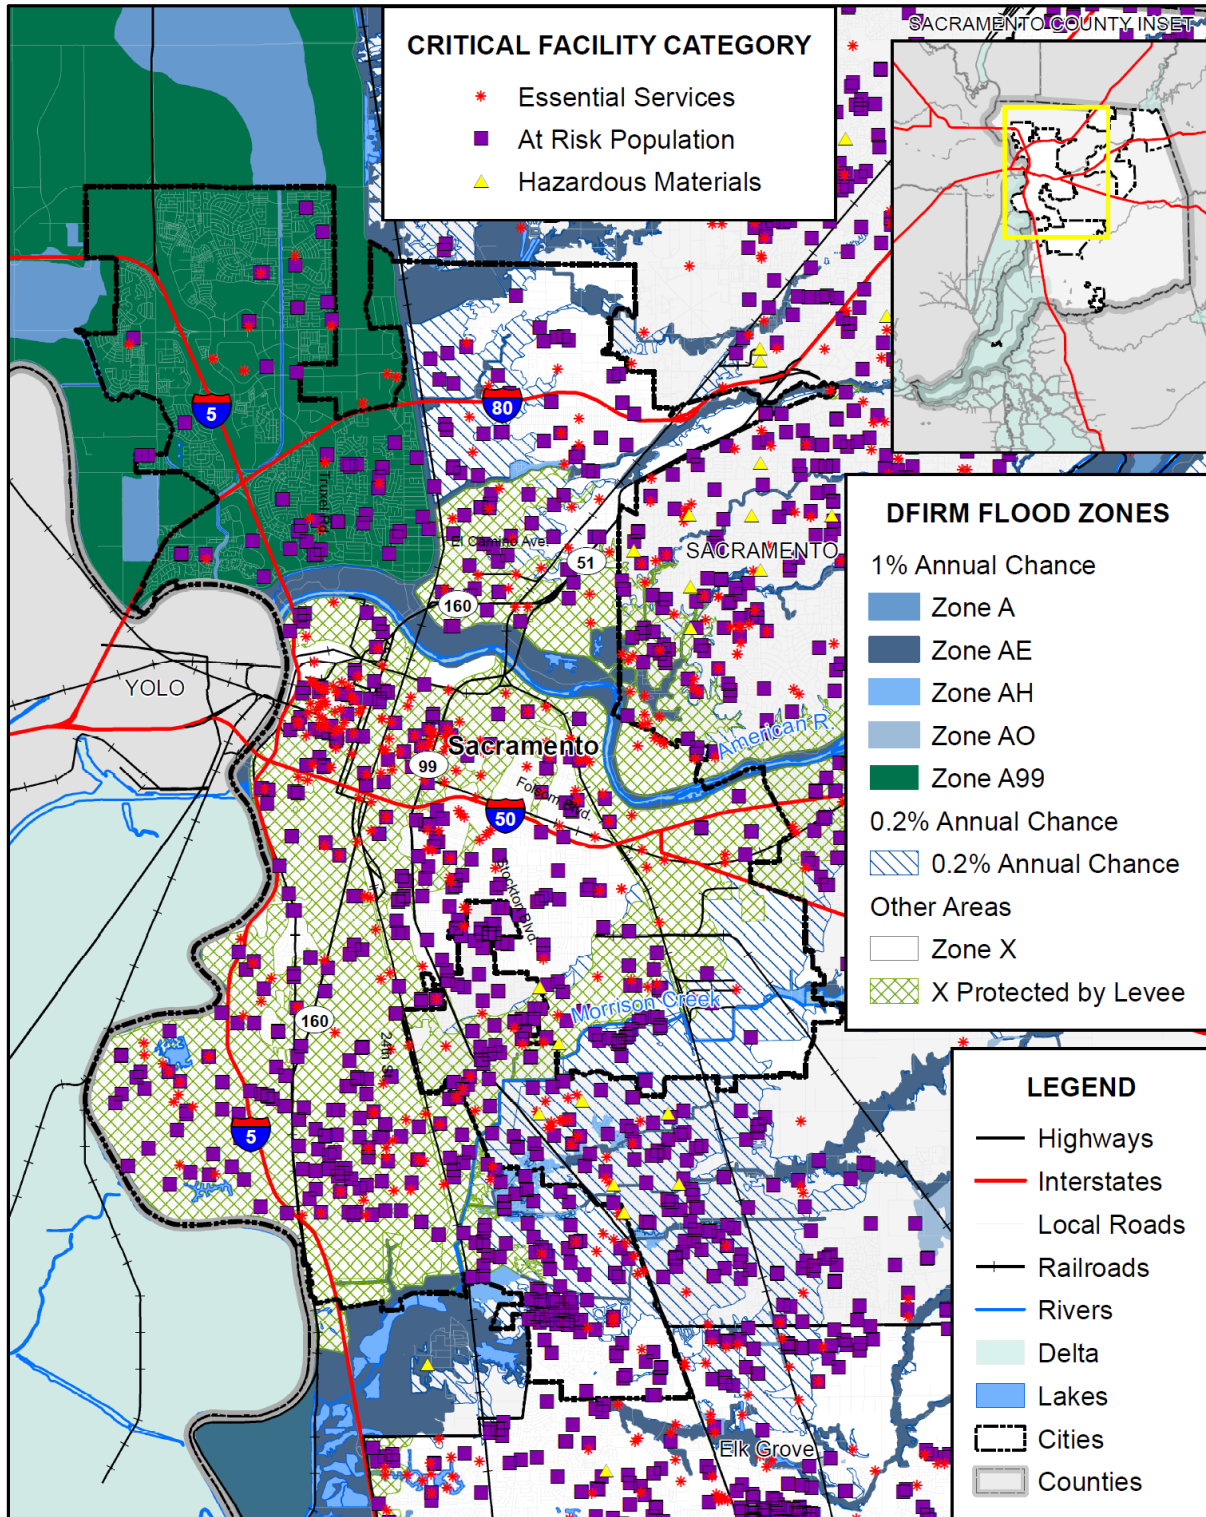 SACRAMENTO COUNTY INSET
CRITICAL FACILITY CATEGORY
Essential Services
At Risk Population
Hazardous Materials
5
80
Truxel Rd.
El Camino Ave.
51
160
SACRAMENTO
YOLO
American R
Sacramento
99
Folsom Blvd.
50
Stockton Blvd.
Morrison Creek
160
24th St.
5
Elk Grove
DFIRM FLOOD ZONES
1% Annual Chance
Zone A
Zone AE
Zone AH
Zone AO
Zone A99
0.2% Annual Chance
0.2% Annual Chance
Other Areas
Zone X
X Protected by Levee
LEGEND
Highways
Interstates
Local Roads
Railroads
Rivers
Delta
Lakes
Cities
Counties